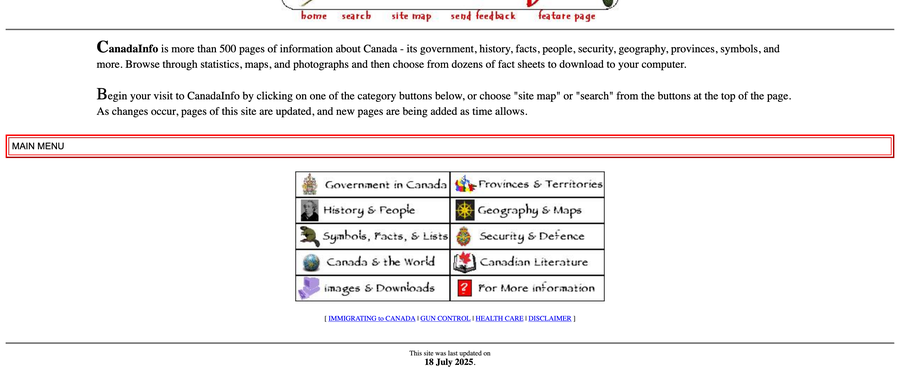 home search site map send feedback feature page
CanadaInfo is more than 500 pages of information about Canada - its government, history, facts, people, security, geography, provinces, symbols, and
more. Browse through statistics, maps, and photographs and then choose from dozens of fact sheets to download to your computer.
Begin your visit to CanadaInfo by clicking on one of the category buttons below, or choose "site map" or "search" from the buttons at the top of the page.
As changes occur, pages of this site are updated, and new pages are being added as time allows.
MAIN MENU
Government in Canada Provinces & Territories
History & People Geography & Maps
Symbols, Facts, & Lists Security & Defence
Canada & the World Canadian Literature
Images & Downloads ? For More Information
[ IMMIGRATING to CANADA | GUN CONTROL | HEALTH CARE | DISCLAIMER ]
This site was last updated on
18 July 2025.